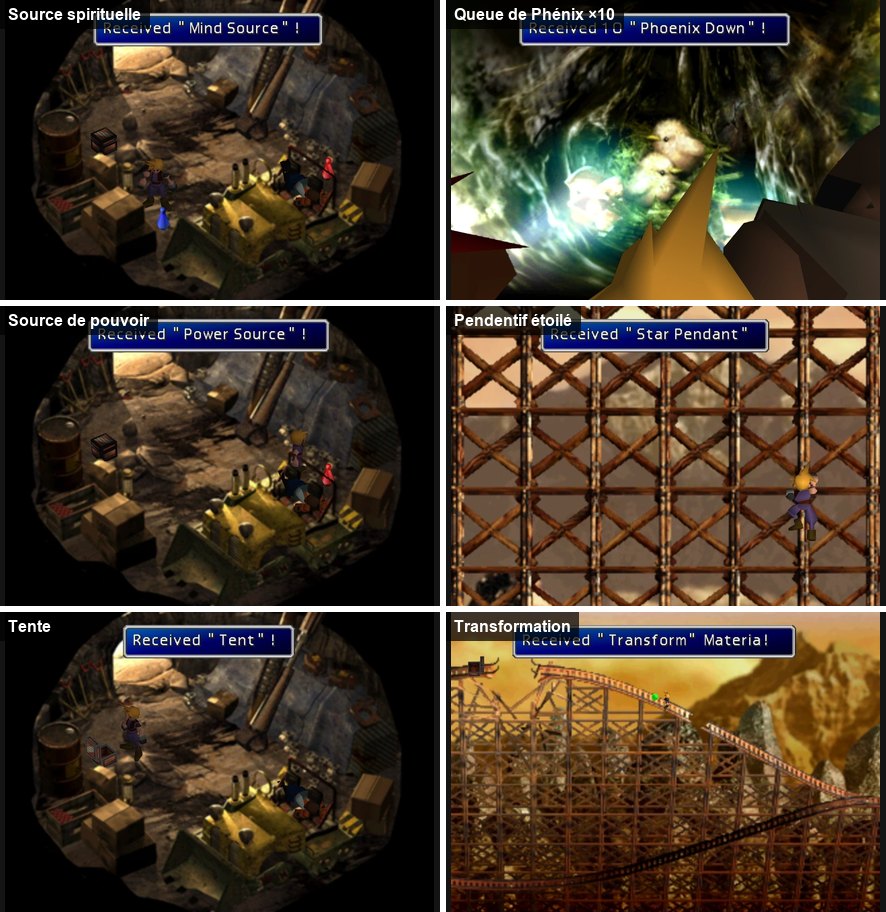 Source spirituelle
Received "Mind Source" !
Queue de Phénix ×10
Received 10 "Phoenix Down" !
Source de pouvoir
Received "Power Source" !
Pendentif étoilé
Received "Star Pendant"
Tente
Received "Tent" !
Transformation
Received "Transform" Materia!